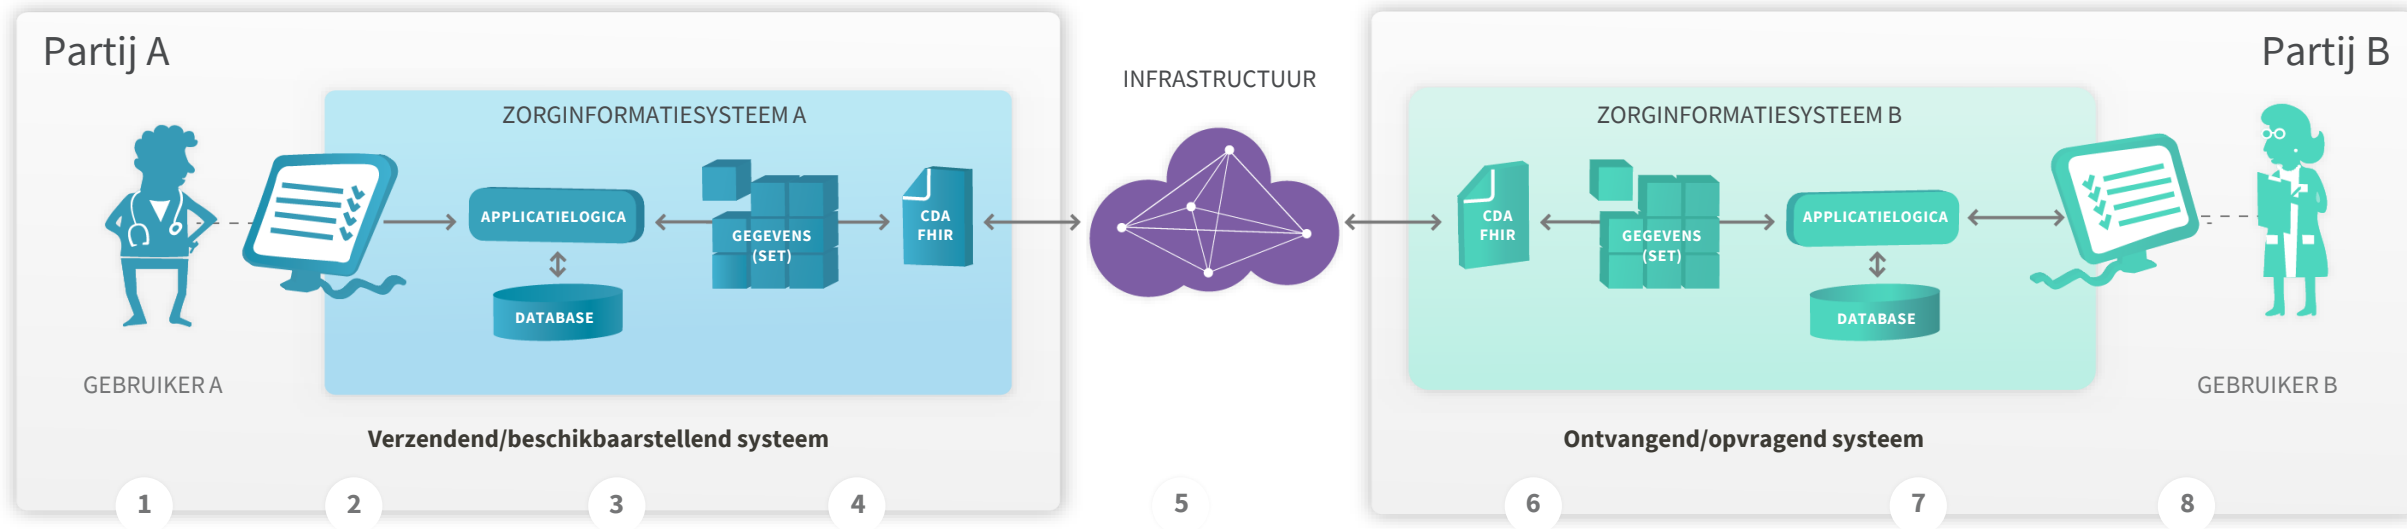 Partij A
Partij B
INFRASTRUCTUUR
ZORGINFORMATIESYSTEEM A
ZORGINFORMATIESYSTEEM B
APPLICATIELOGICA
GEGEVENS
(SET)
CDA
FHIR
DATABASE
CDA
FHIR
GEGEVENS
(SET)
APPLICATIELOGICA
DATABASE
GEBRUIKER A
GEBRUIKER B
Verzendend/beschikbaarstellend systeem
Ontvangend/opvragend systeem
1
2
3
4
5
6
7
8